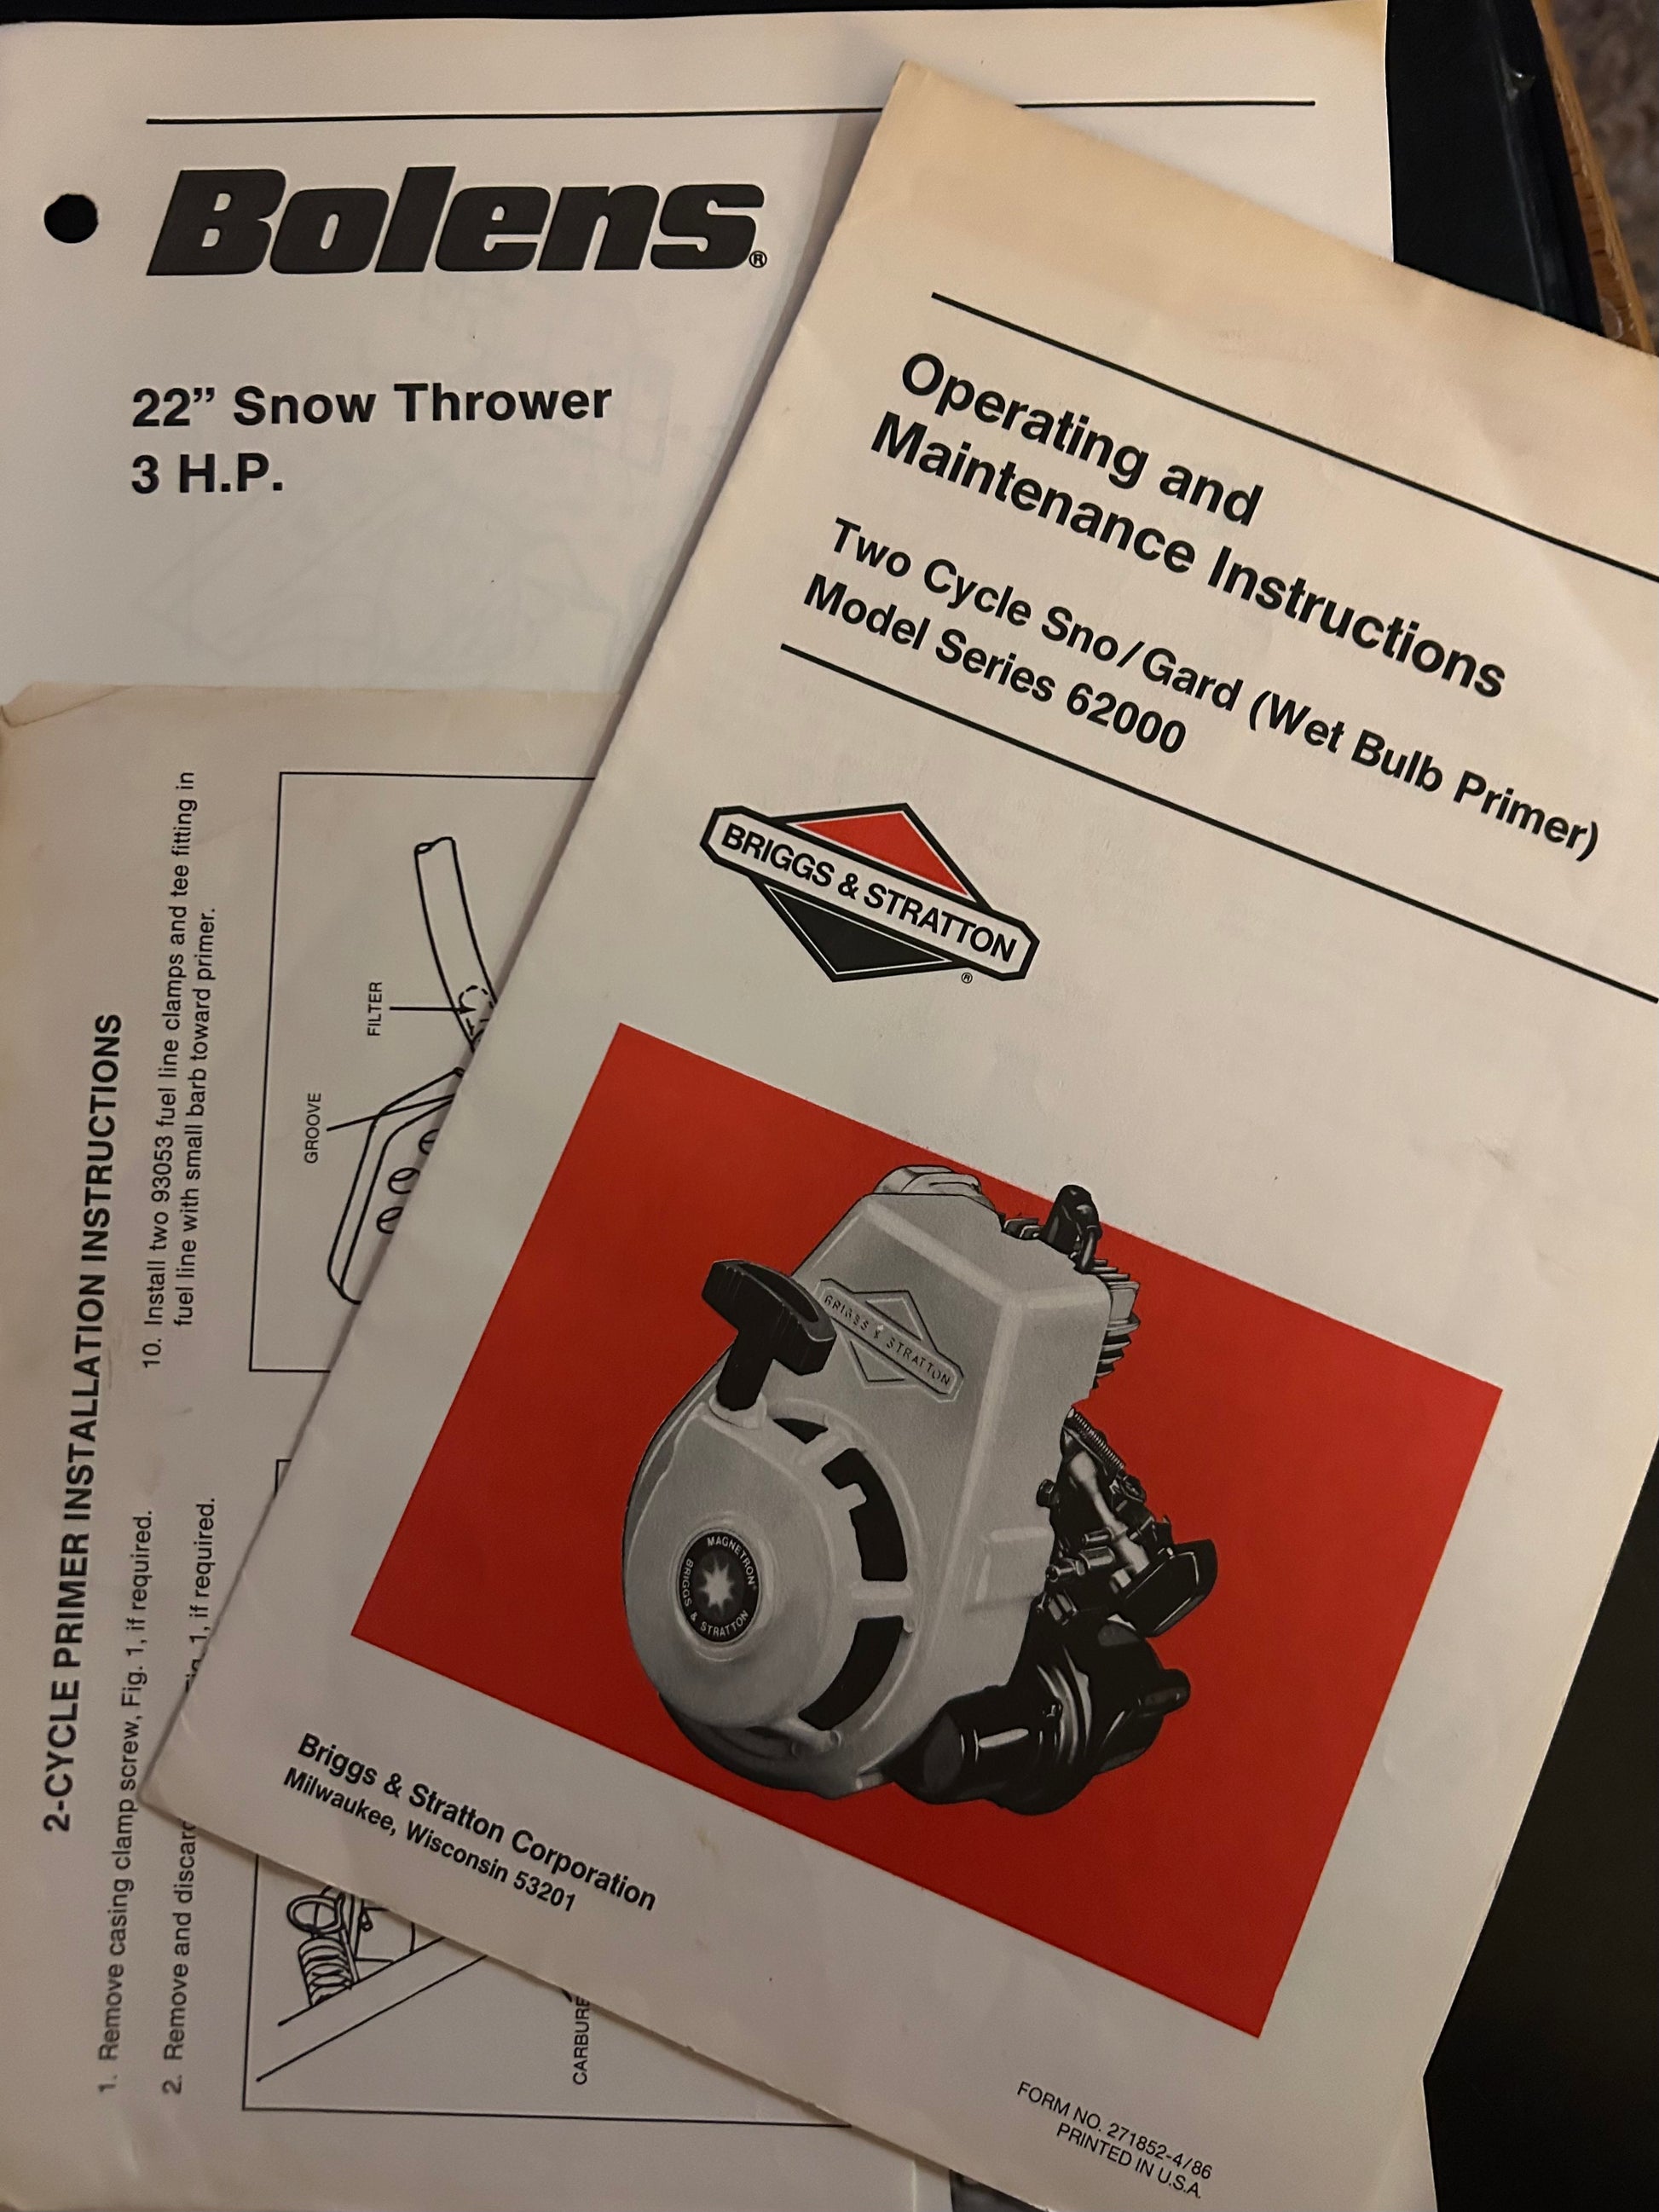 Bolens®
22” Snow Thrower
3 H.P.
Operating and
Maintenance Instructions
Two Cycle Sno/Gard (Wet Bulb Primer)
Model Series 62000
BRIGGS & STRATTON
®
BRIGGS & STRATTON
MAGNETRON®
BRIGGS & STRATTON
Briggs & Stratton Corporation
Milwaukee, Wisconsin 53201
FORM NO. 271852-4/86
PRINTED IN U.S.A.
2-CYCLE PRIMER INSTALLATION INSTRUCTIONS
1. Remove casing clamp screw, Fig. 1, if required.
2. Remove and discard Fig. 1, if required.
10. Install two 93053 fuel line clamps and tee fitting in
fuel line with small barb toward primer.
GROOVE
FILTER
CARBURE